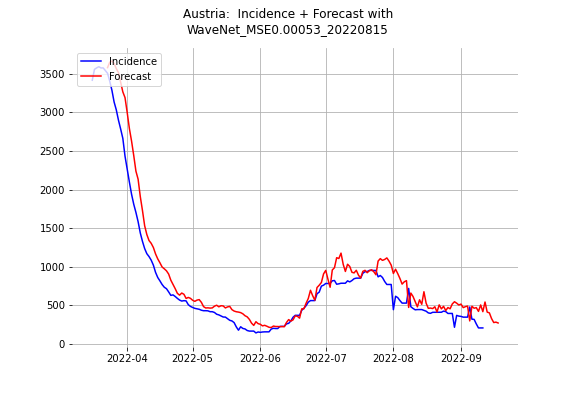 Austria:  Incidence + Forecast with
WaveNet_MSE0.00053_20220815
Incidence
Forecast
3500
3000
2500
2000
1500
1000
500
0
2022-04 2022-05 2022-06 2022-07 2022-08 2022-09